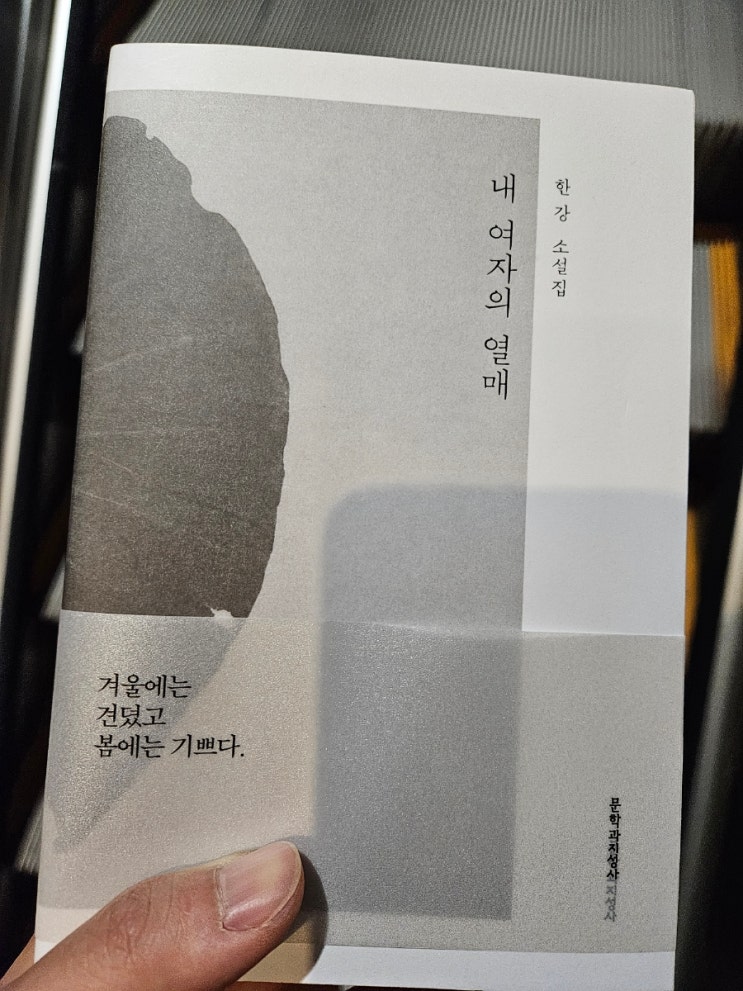 한강 소설집
내 여자의 열매
겨울에는
견뎠고
봄에는 기쁘다.
문학과지성사